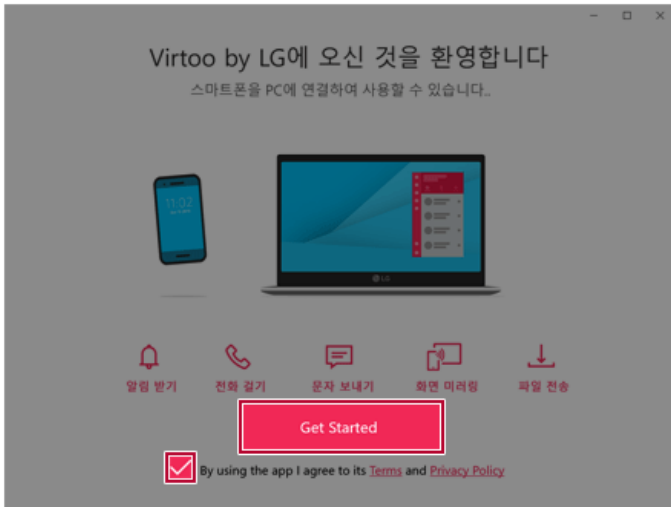 Virtoo by LG에 오신 것을 환영합니다
스마트폰을 PC에 연결하여 사용할 수 있습니다..
11:02
LG
알림 받기 전화 걸기 문자 보내기 화면 미러링 파일 전송
Get Started
By using the app I agree to its Terms and Privacy Policy